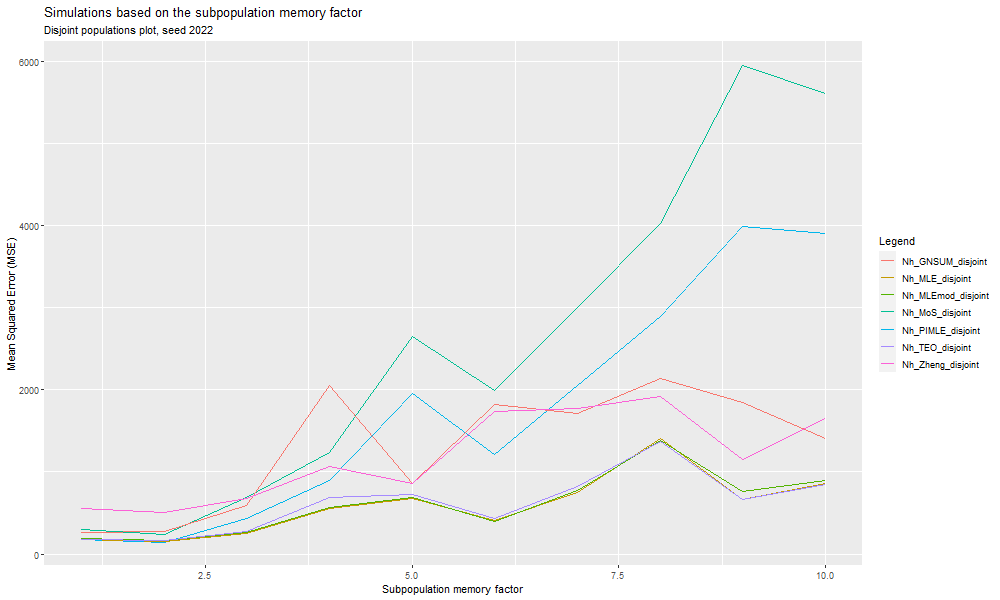 Simulations based on the subpopulation memory factor
Disjoint populations plot, seed 2022
Mean Squared Error (MSE)
6000
4000
2000
0
2.5
5.0
7.5
10.0
Subpopulation memory factor
Legend
Nh_GNSUM_disjoint
Nh_MLE_disjoint
Nh_MLEmod_disjoint
Nh_MoS_disjoint
Nh_PIMLE_disjoint
Nh_TEO_disjoint
Nh_Zheng_disjoint